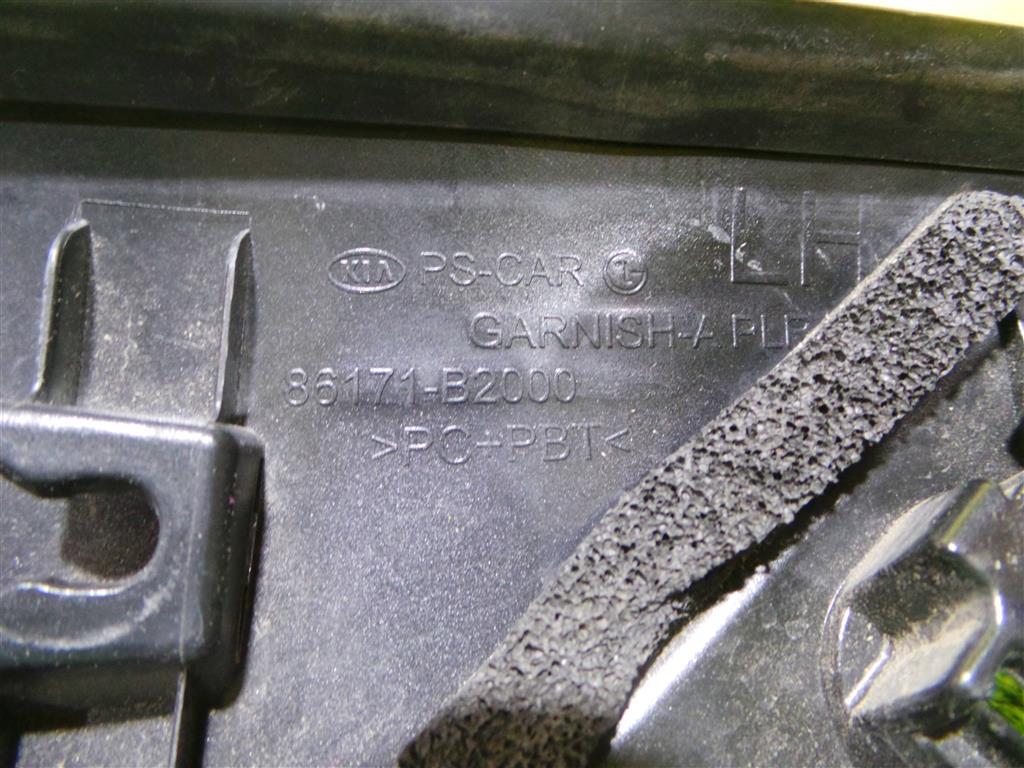 LH
KIA PS-CAR
GARNISH-A PLR
86171-B2000
>PC+PBT<